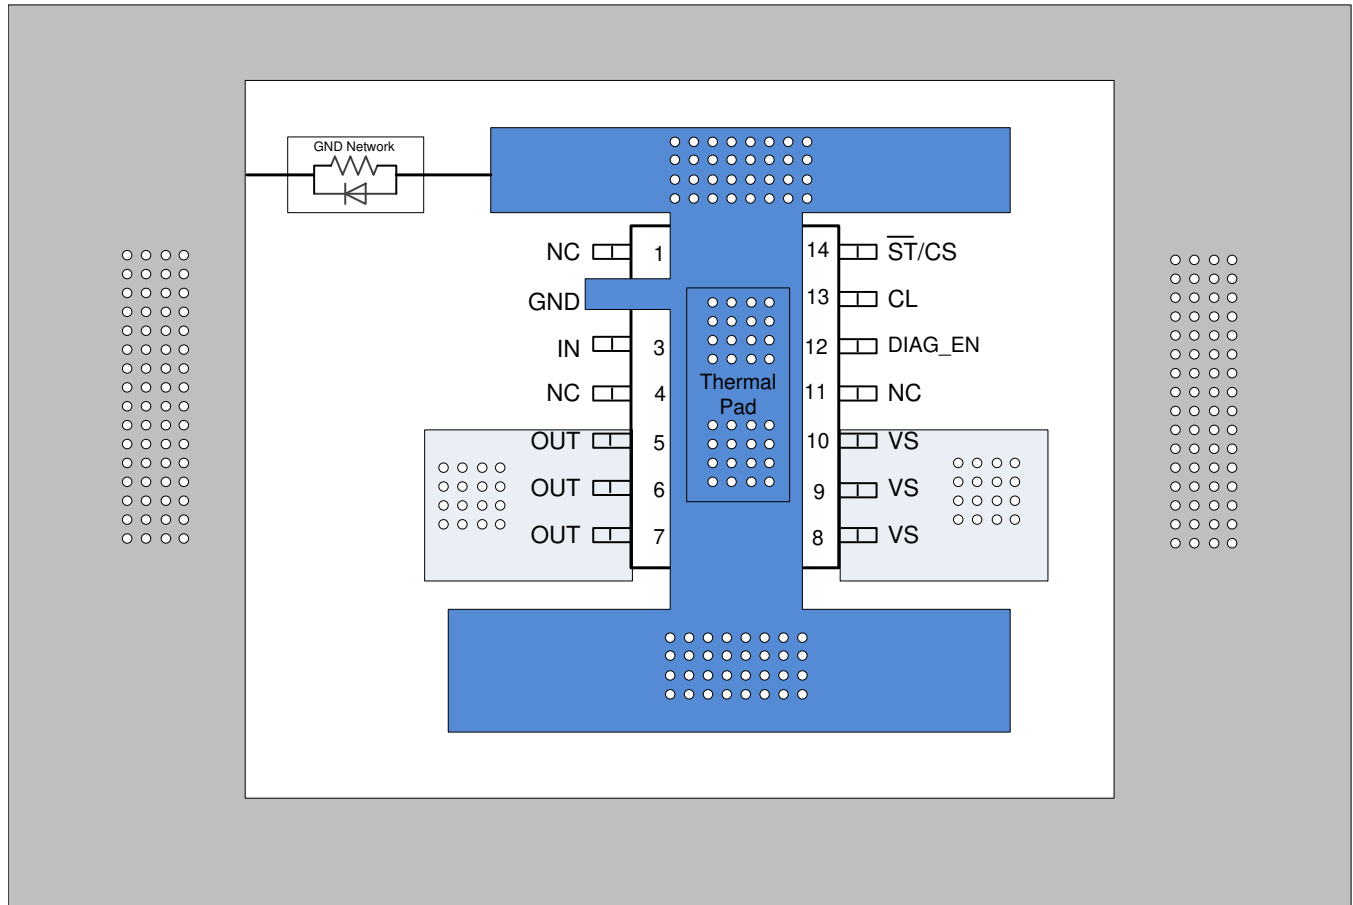 GND Network
NC 1 14 S̅T̅/CS
GND 13 CL
IN 3 12 DIAG_EN
NC 4 11 NC
Thermal
Pad
OUT 5 10 VS
OUT 6 9 VS
OUT 7 8 VS